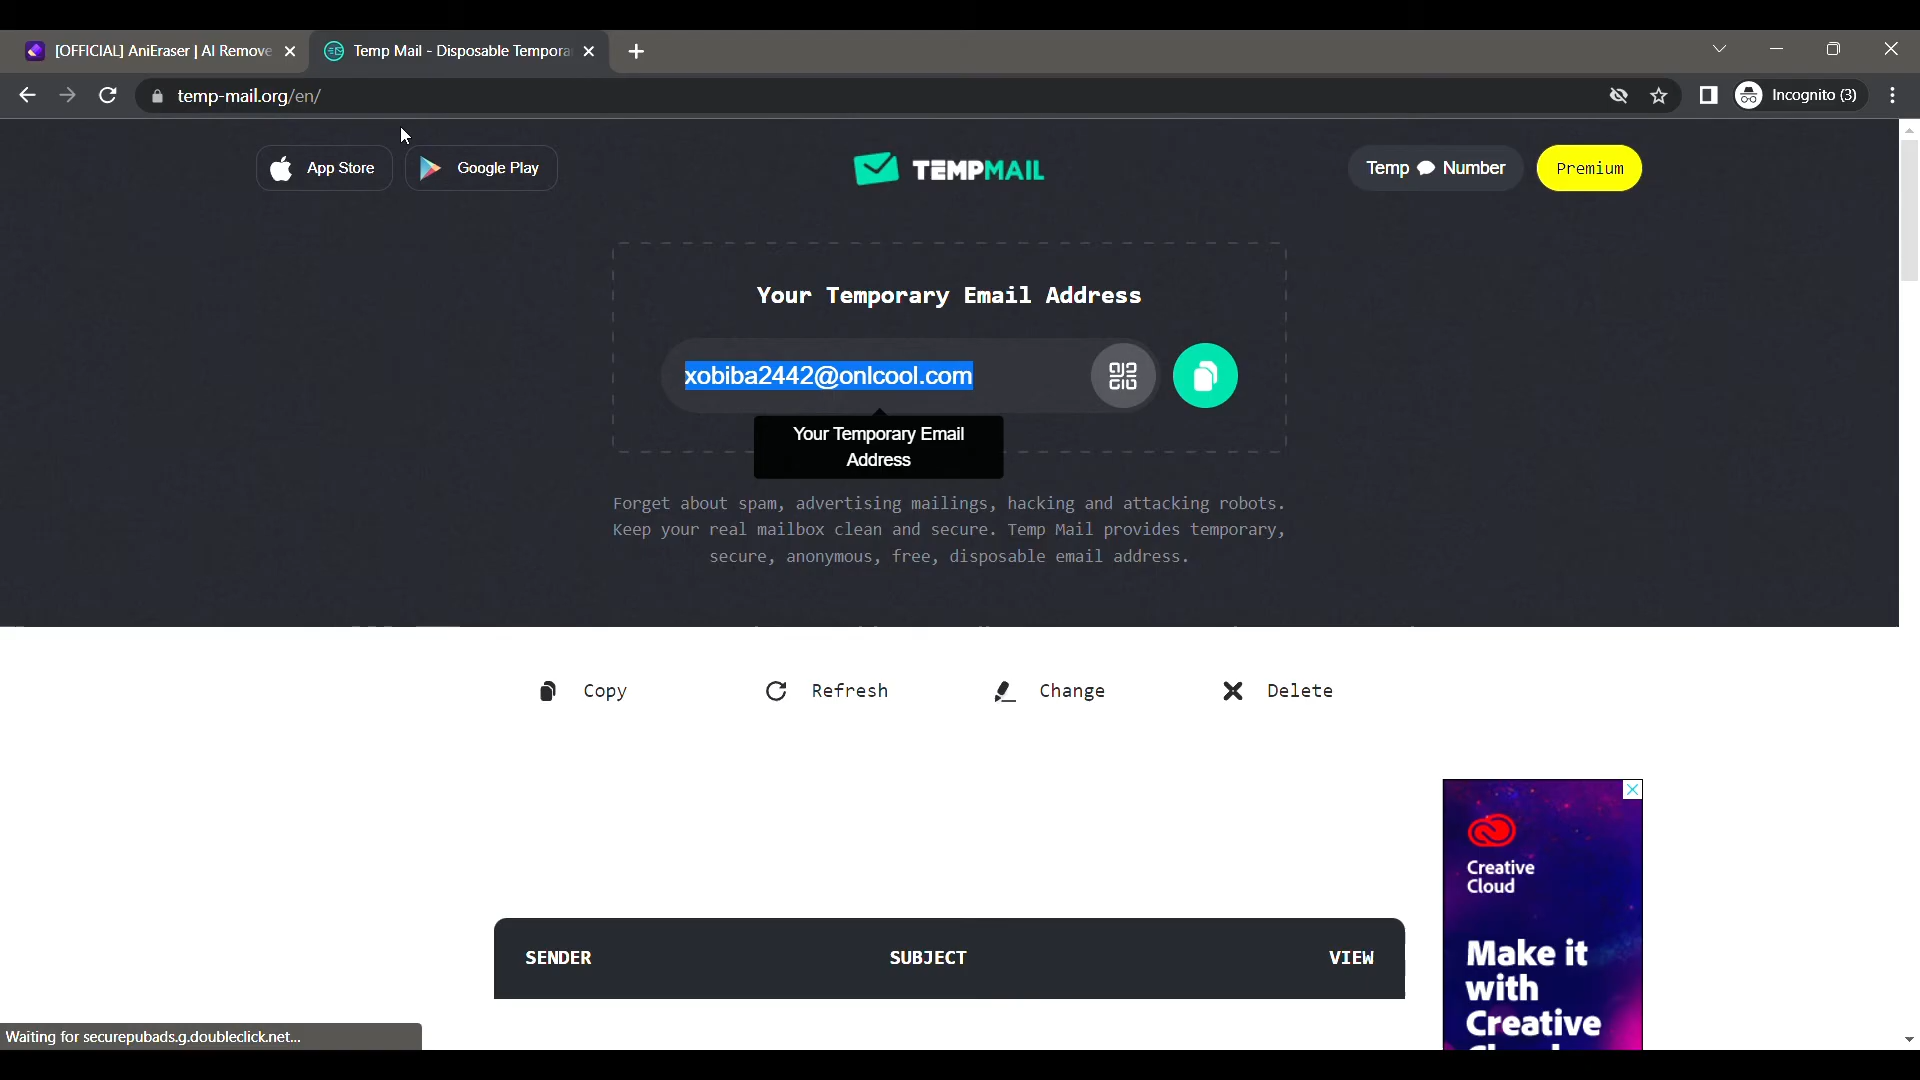 [OFFICIAL] AniEraser | AI Remove
Temp Mail - Disposable Tempora
temp-mail.org/en/
Incognito (3)
App Store
Google Play
TEMPMAIL
Temp Number
Premium
Your Temporary Email Address
xobiba2442@onlcool.com
Your Temporary Email
Address
Forget about spam, advertising mailings, hacking and attacking robots.
Keep your real mailbox clean and secure. Temp Mail provides temporary,
secure, anonymous, free, disposable email address.
Copy
Refresh
Change
Delete
Creative
Cloud
Make it
with
Creative
SENDER
SUBJECT
VIEW
Waiting for securepubads.g.doubleclick.net...